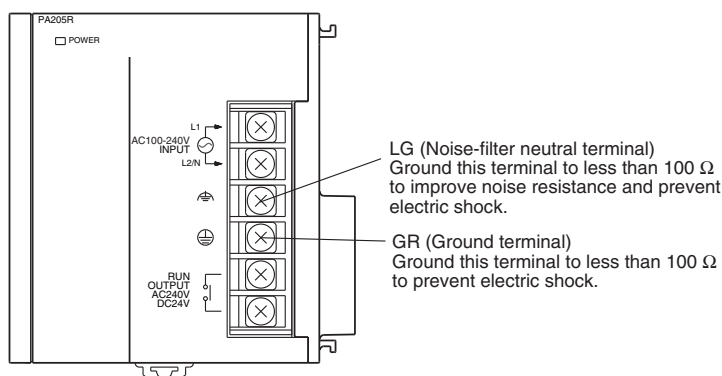 PA205R
POWER
L1
AC100-240V
INPUT
L2/N
RUN
OUTPUT
AC240V
DC24V
LG (Noise-filter neutral terminal)
Ground this terminal to less than 100 Ω
to improve noise resistance and prevent
electric shock.
GR (Ground terminal)
Ground this terminal to less than 100 Ω
to prevent electric shock.